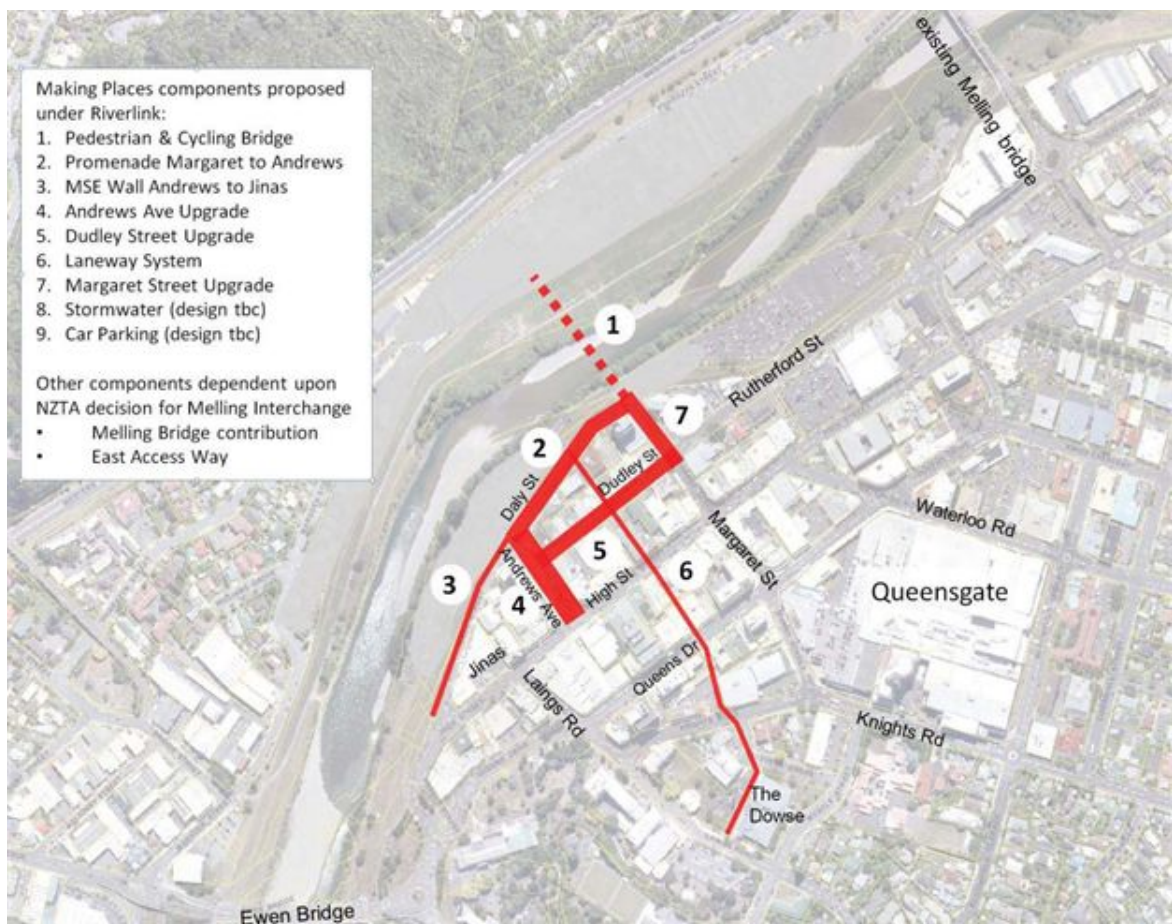 Making Places components proposed
under Riverlink:
1. Pedestrian & Cycling Bridge
2. Promenade Margaret to Andrews
3. MSE Wall Andrews to Jinas
4. Andrews Ave Upgrade
5. Dudley Street Upgrade
6. Laneway System
7. Margaret Street Upgrade
8. Stormwater (design tbc)
9. Car Parking (design tbc)
Other components dependent upon
NZTA decision for Melling Interchange
• Melling Bridge contribution
• East Access Way
existing Melling bridge
1
Rutherford St
7
2
Dudley St
Daly St
Waterloo Rd
Margaret St
5
6
3
Andrews Ave
4
High St
Queensgate
Jinas
Queens Dr
Laings Rd
Knights Rd
The
Dowse
Ewen Bridge